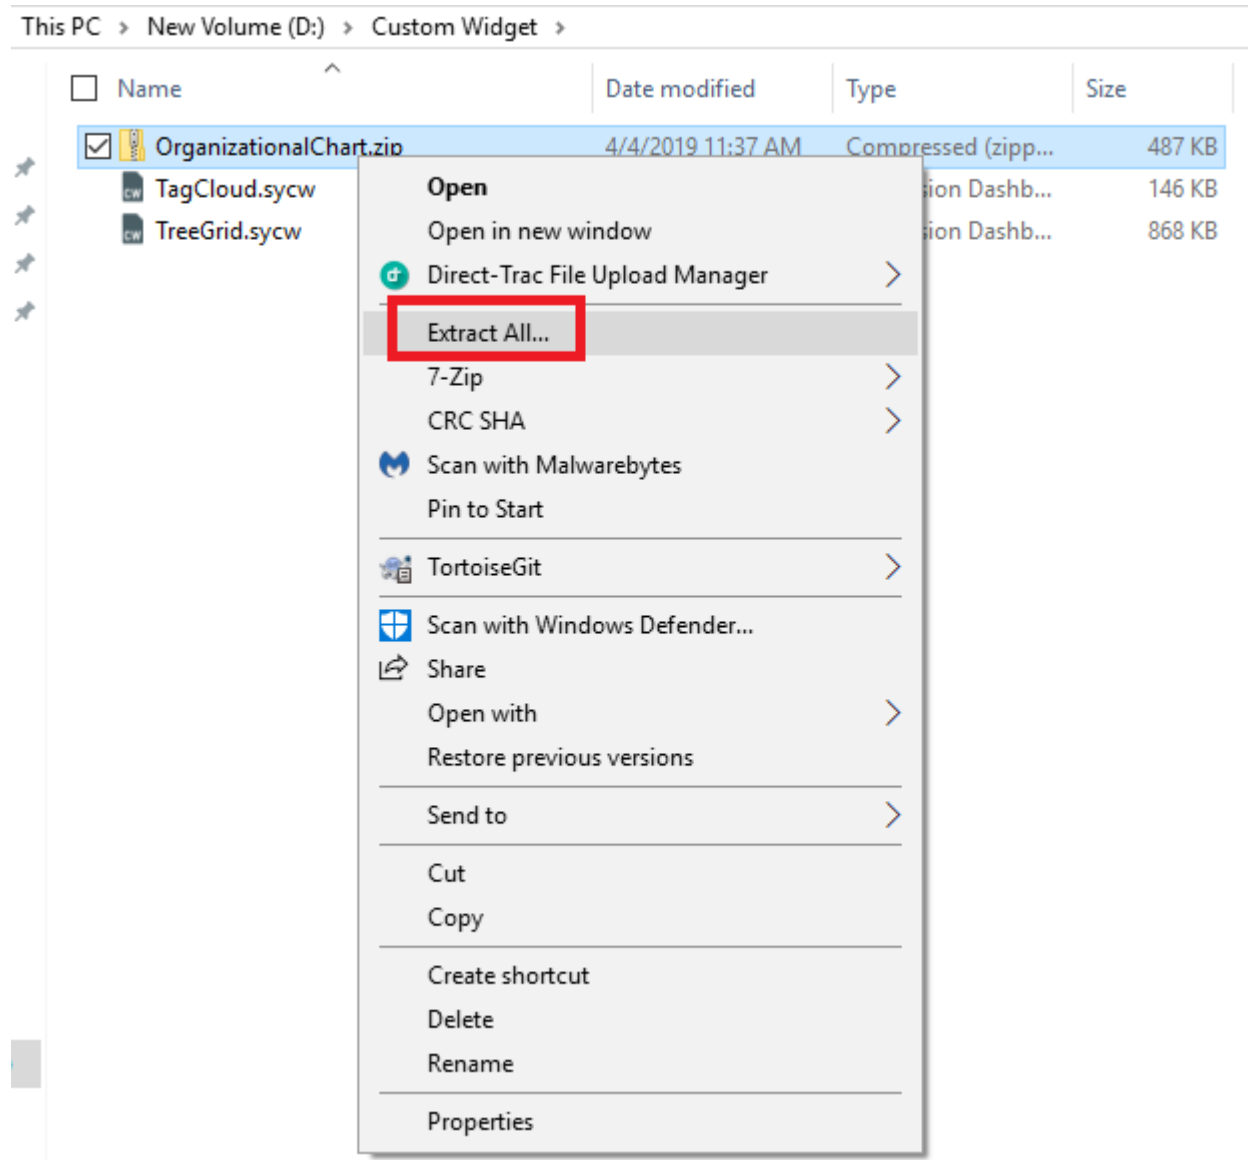 This PC > New Volume (D:) > Custom Widget >
Name Date modified Type Size
OrganizationalChart.zip 4/4/2019 11:37 AM Compressed (zipp... 487 KB
TagCloud.sycw sion Dashb... 146 KB
TreeGrid.sycw sion Dashb... 868 KB
Open
Open in new window
Direct-Trac File Upload Manager
Extract All...
7-Zip
CRC SHA
Scan with Malwarebytes
Pin to Start
TortoiseGit
Scan with Windows Defender...
Share
Open with
Restore previous versions
Send to
Cut
Copy
Create shortcut
Delete
Rename
Properties